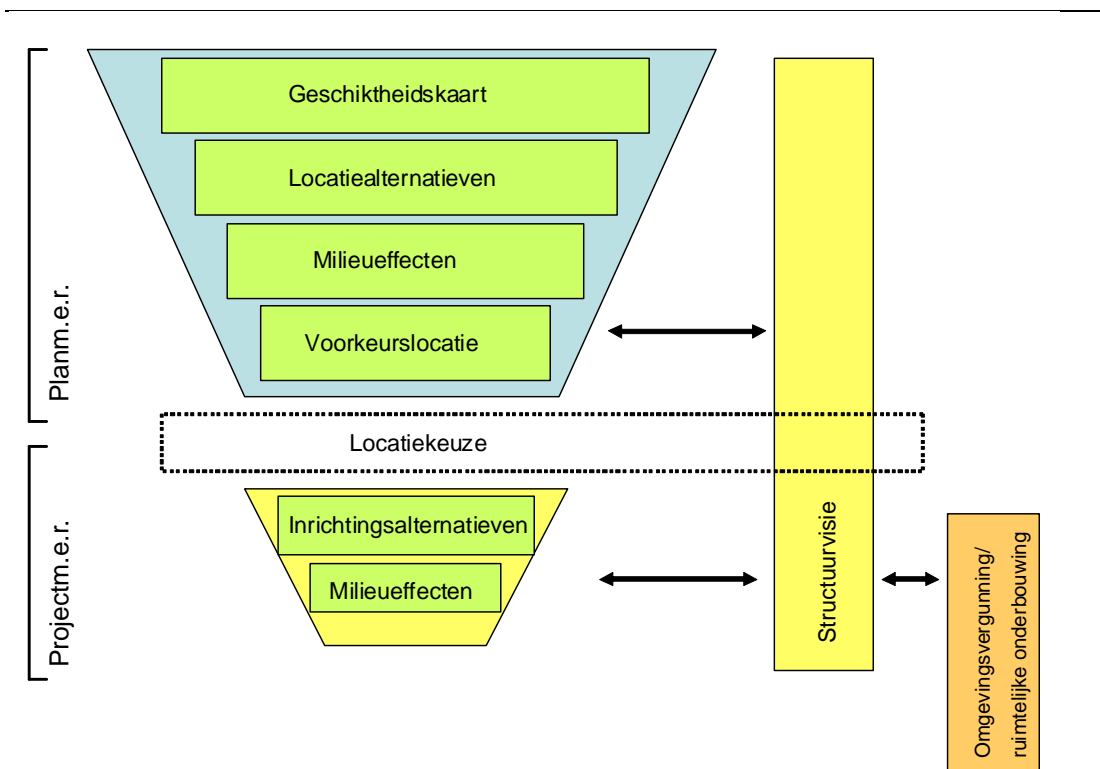 Planm.e.r.
Geschiktheidskaart
Locatiealternatieven
Milieueffecten
Voorkeurslocatie
Locatiekeuze
Projectm.e.r.
Inrichtingsalternatieven
Milieueffecten
Structuurvisie
Omgevingsvergunning/
ruimtelijke onderbouwing